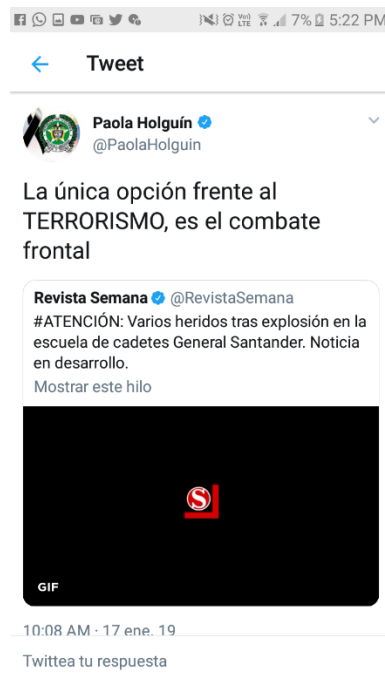 7% 5:22 PM
Tweet
Paola Holguín
@PaolaHolguin
La única opción frente al
TERRORISMO, es el combate
frontal
Revista Semana @RevistaSemana
#ATENCIÓN: Varios heridos tras explosión en la
escuela de cadetes General Santander. Noticia
en desarrollo.
Mostrar este hilo
S
GIF
10:08 AM · 17 ene. 19
Twittea tu respuesta